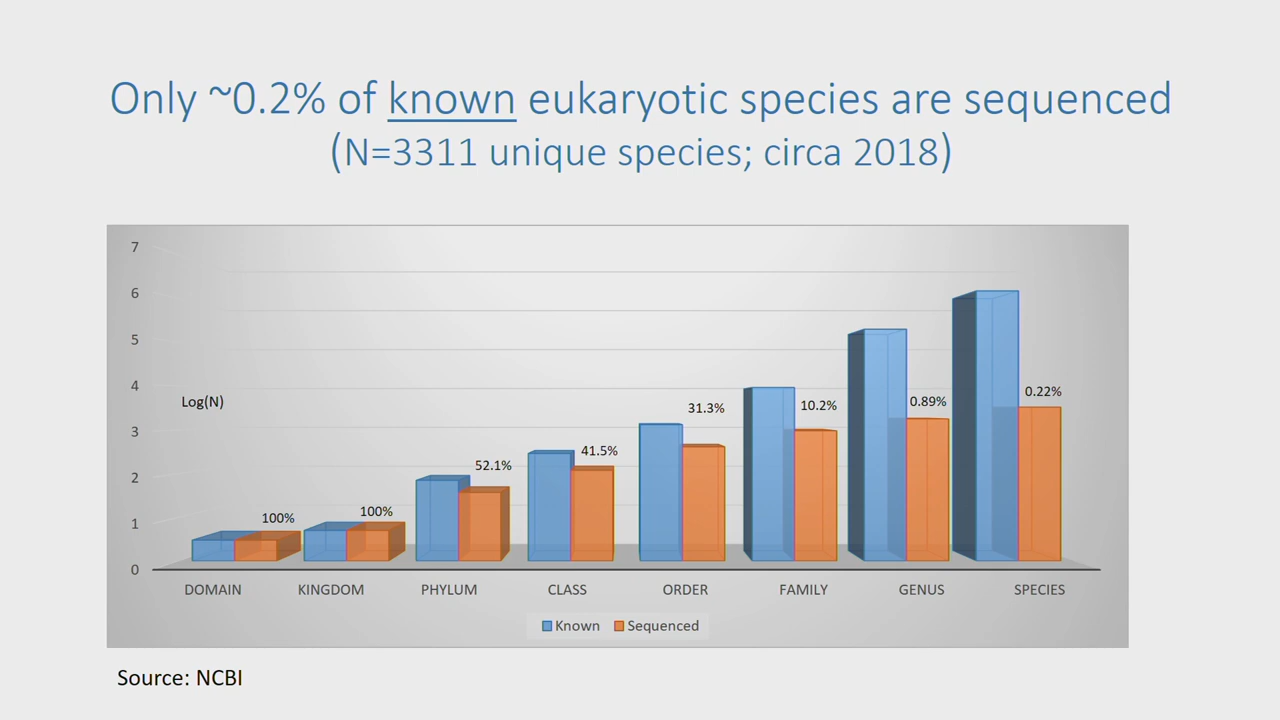 Only ~0.2% of known eukaryotic species are sequenced
(N=3311 unique species; circa 2018)
7
6
5
4
3
2
1
0
Log(N)
100%
100%
52.1%
41.5%
31.3%
10.2%
0.89%
0.22%
DOMAIN KINGDOM PHYLUM CLASS ORDER FAMILY GENUS SPECIES
Known Sequenced
Source: NCBI